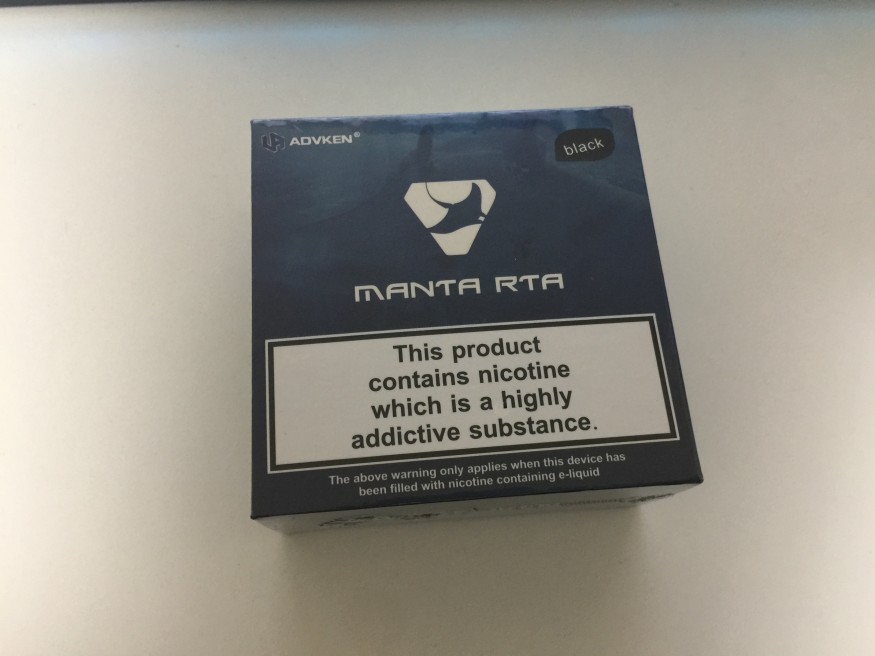 ADVKEN®
black
MANTA RTA
This product
contains nicotine
which is a highly
addictive substance.
The above warning only applies when this device has
been filled with nicotine containing e-liquid